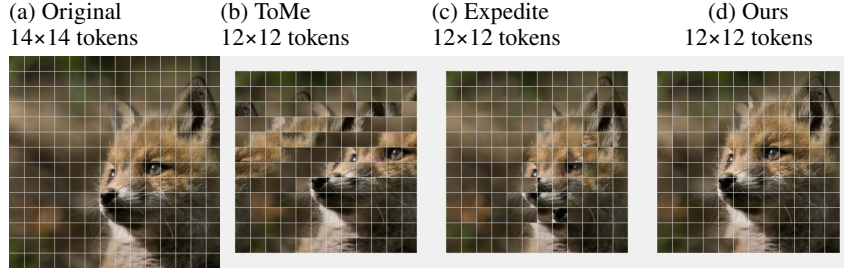 (a) Original
14×14 tokens
(b) ToMe
12×12 tokens
(c) Expedite
12×12 tokens
(d) Ours
12×12 tokens